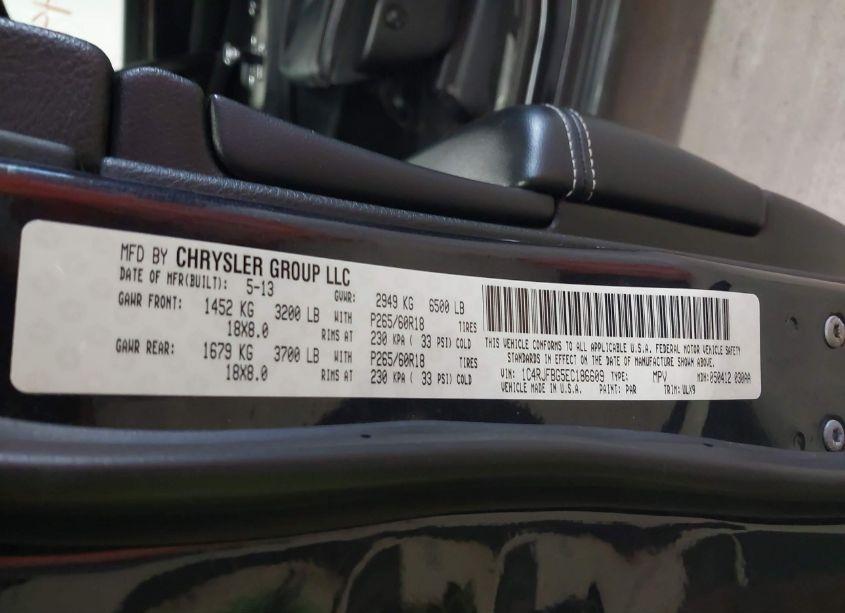 MFD BY CHRYSLER GROUP LLC
DATE OF MFR(BUILT): 5-13
GVWR: 2949 KG 6500 LB
GAWR FRONT: 1452 KG 3200 LB WITH P265/60R18 TIRES
18X8.0 RIMS AT 230 KPA ( 33 PSI) COLD
GAWR REAR: 1679 KG 3700 LB WITH P265/60R18 TIRES
18X8.0 RIMS AT 230 KPA ( 33 PSI) COLD
THIS VEHICLE CONFORMS TO ALL APPLICABLE U.S.A. FEDERAL MOTOR VEHICLE SAFETY
STANDARDS IN EFFECT ON THE DATE OF MANUFACTURE SHOWN ABOVE.
VIN: 1C4RJFBG5EC186609 TYPE: MPV MDH:050412 030AA
VEHICLE MADE IN U.S.A. PAINT: PAR TRIM:ULX9